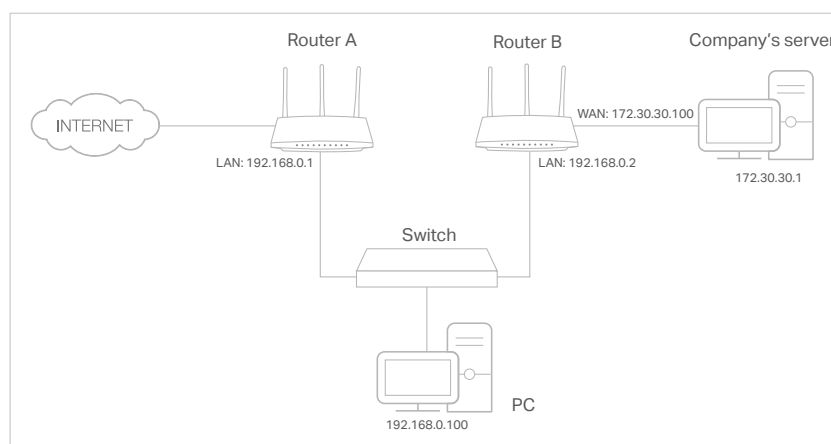 Router A
Router B
Company's server
INTERNET
WAN: 172.30.30.100
LAN: 192.168.0.1
LAN: 192.168.0.2
172.30.30.1
Switch
PC
192.168.0.100